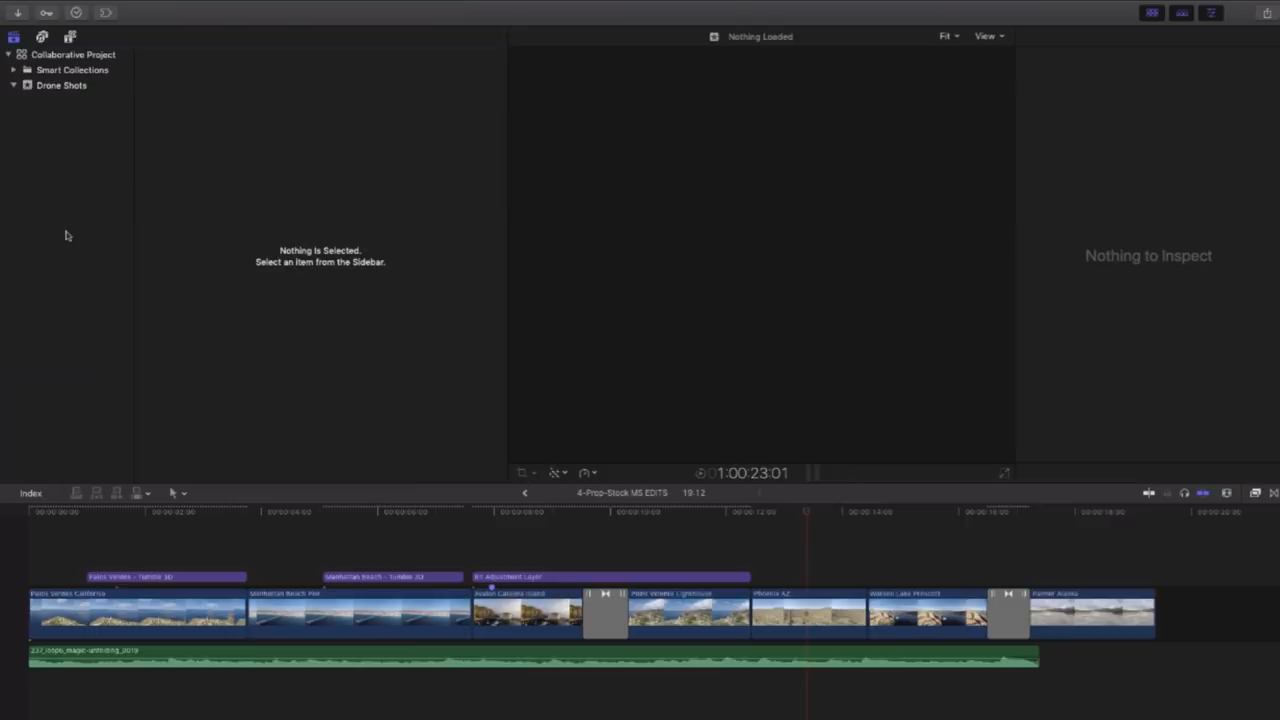 Nothing Loaded
Fit
View
Collaborative Project
Smart Collections
Drone Shots
Nothing Is Selected.
Select an item from the Sidebar.
Nothing to Inspect
01:00:23:01
Index
4-Prop-Stock MS EDITS
19:12
00:00:00:00
00:00:02:00
00:00:04:00
00:00:06:00
00:00:08:00
00:00:10:00
00:00:12:00
00:00:14:00
00:00:16:00
00:00:18:00
00:00:20:00
Palos Verdes - Tumble 3D
Manhattan Beach - Tumble 3D
Adjustment Layer
Palos Verdes California
Manhattan Beach Pier
Avalon Catalina Island
Point Vicente Lighthouse
Phoenix AZ
Watson Lake Prescott
Palmer Alaska
237_loop6_magic-unfolding_2019